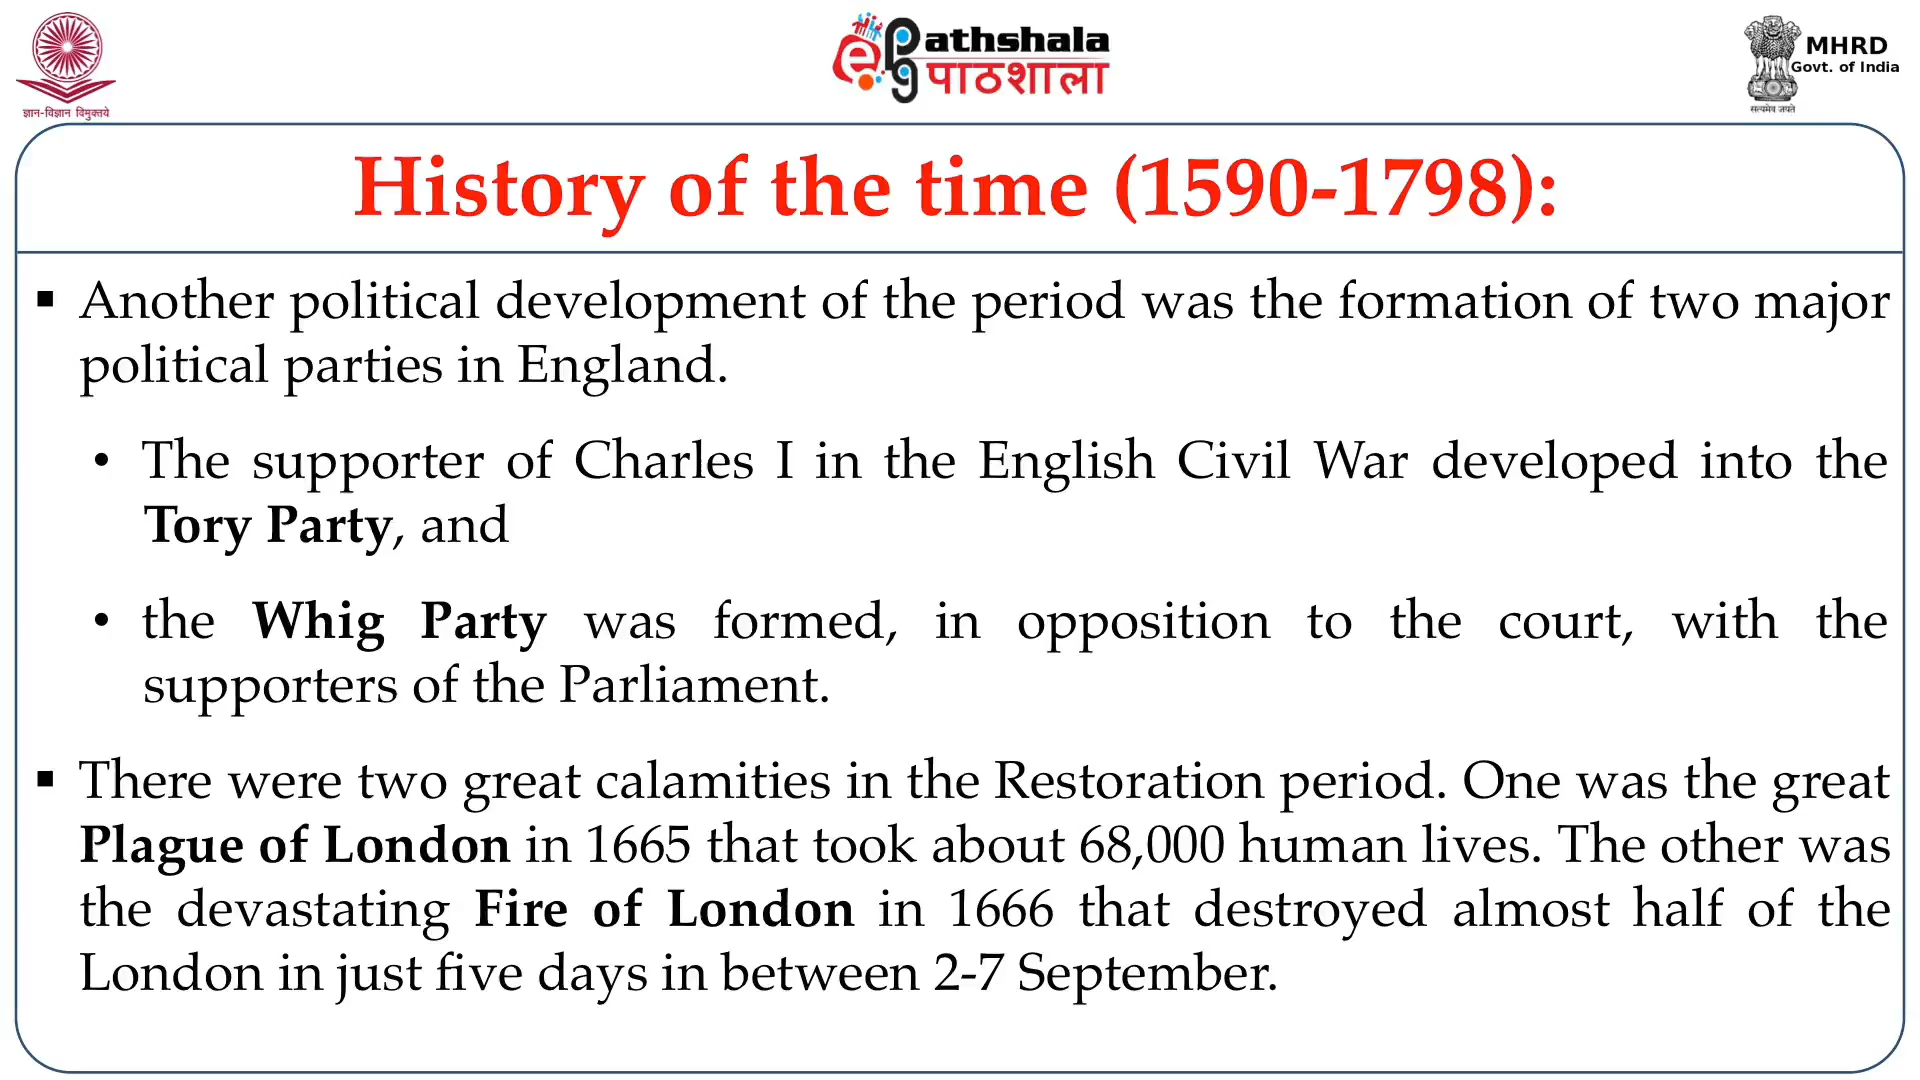 ज्ञान-विज्ञान विमुक्तये
ePathshala
पाठशाला
MHRD
Govt. of India
सत्यमेव जयते
History of the time (1590-1798):
▪ Another political development of the period was the formation of two major
political parties in England.
• The supporter of Charles I in the English Civil War developed into the
Tory Party, and
• the Whig Party was formed, in opposition to the court, with the
supporters of the Parliament.
▪ There were two great calamities in the Restoration period. One was the great
Plague of London in 1665 that took about 68,000 human lives. The other was
the devastating Fire of London in 1666 that destroyed almost half of the
London in just five days in between 2-7 September.